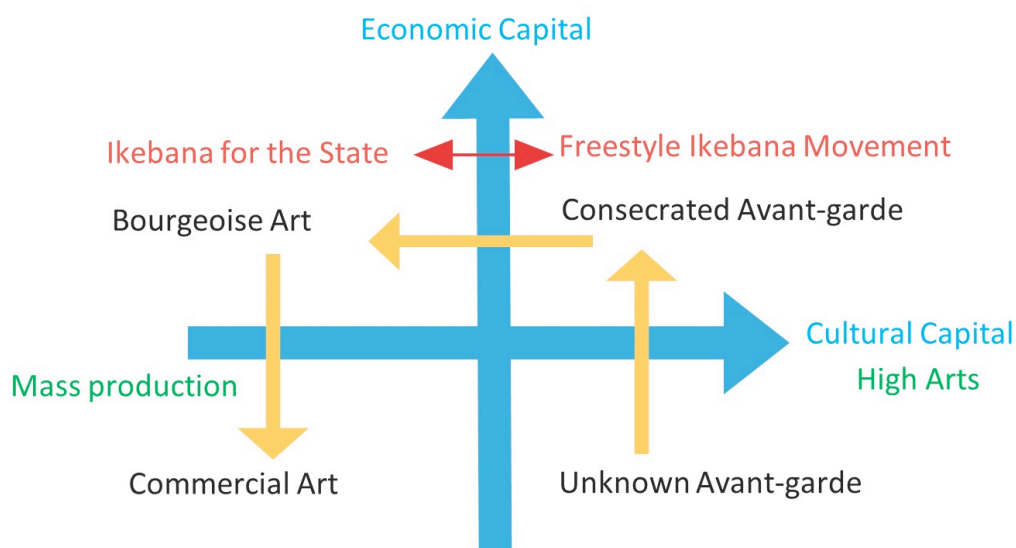 Economic Capital
Ikebana for the State
Freestyle Ikebana Movement
Bourgeoise Art
Consecrated Avant-garde
Cultural Capital
Mass production
High Arts
Commercial Art
Unknown Avant-garde